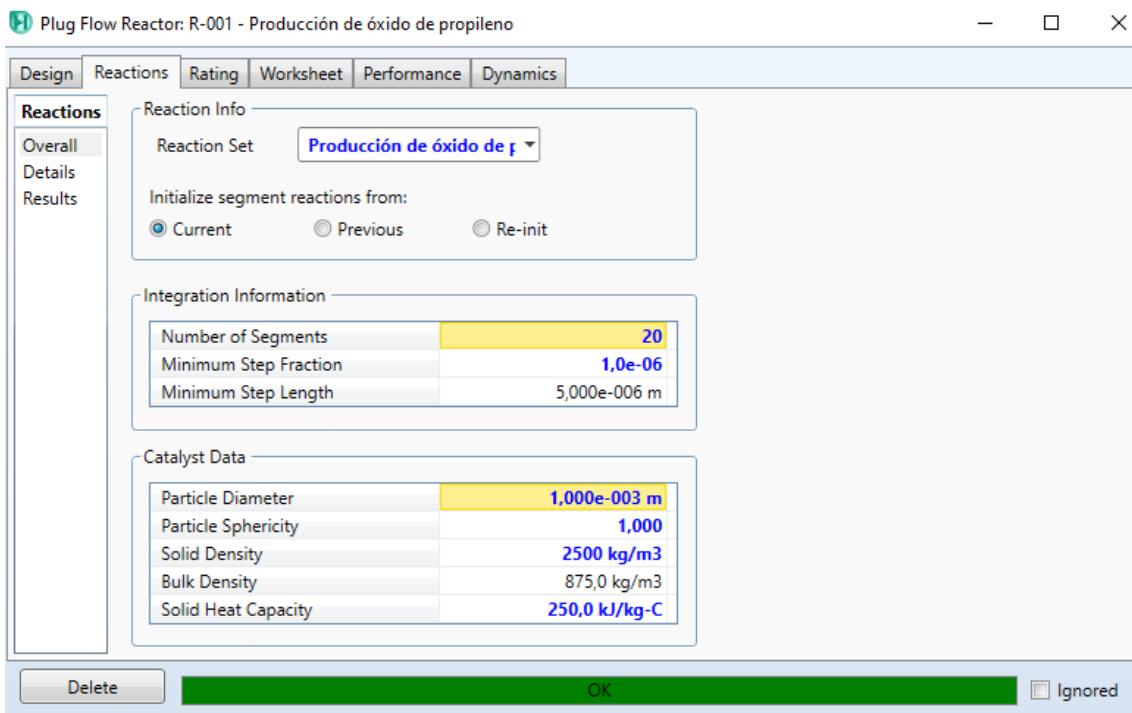 Plug Flow Reactor: R-001 - Producción de óxido de propileno
Design Reactions Rating Worksheet Performance Dynamics
Reactions
Overall
Details
Results
Reaction Info
Reaction Set Producción de óxido de p
Initialize segment reactions from:
Current Previous Re-init
Integration Information
Number of Segments 20
Minimum Step Fraction 1,0e-06
Minimum Step Length 5,000e-006 m
Catalyst Data
Particle Diameter 1,000e-003 m
Particle Sphericity 1,000
Solid Density 2500 kg/m3
Bulk Density 875,0 kg/m3
Solid Heat Capacity 250,0 kJ/kg-C
Delete OK Ignored